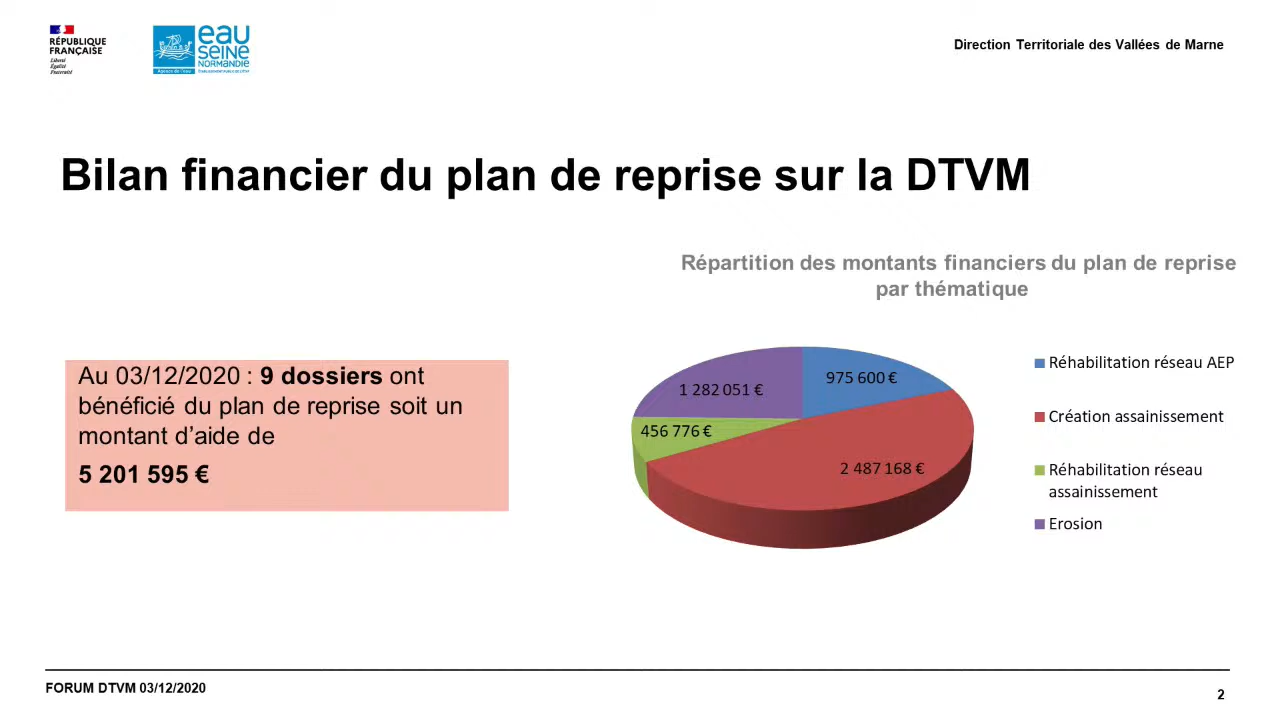 RÉPUBLIQUE
FRANÇAISE
Liberté
Égalité
Fraternité
eau
SEINE
NORMANDIE
Direction Territoriale des Vallées de Marne
Bilan financier du plan de reprise sur la DTVM
Répartition des montants financiers du plan de reprise
par thématique
Au 03/12/2020 : 9 dossiers ont
bénéficié du plan de reprise soit un
montant d’aide de
5 201 595 €
1 282 051 €
975 600 €
456 776 €
2 487 168 €
Réhabilitation réseau AEP
Création assainissement
Réhabilitation réseau
assainissement
Erosion
FORUM DTVM 03/12/2020
2